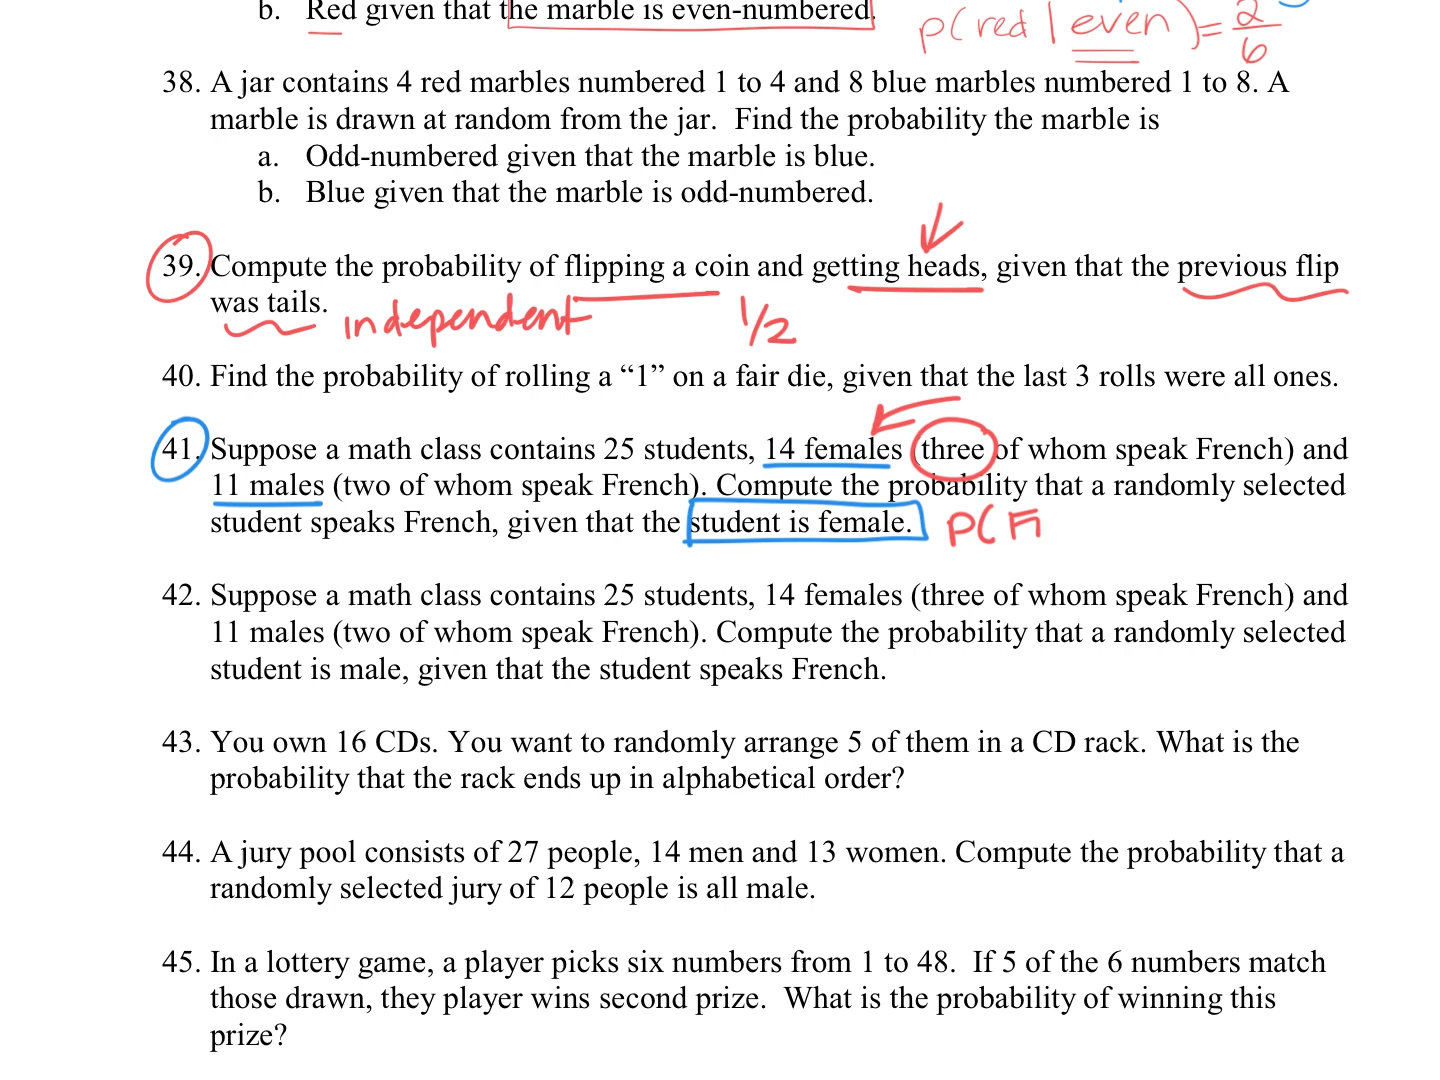 b. Red given that the marble is even-numbered.
p(red | even) = 2/6
38. A jar contains 4 red marbles numbered 1 to 4 and 8 blue marbles numbered 1 to 8. A
marble is drawn at random from the jar. Find the probability the marble is
a. Odd-numbered given that the marble is blue.
b. Blue given that the marble is odd-numbered.
39. Compute the probability of flipping a coin and getting heads, given that the previous flip
was tails.
independent 1/2
40. Find the probability of rolling a “1” on a fair die, given that the last 3 rolls were all ones.
41. Suppose a math class contains 25 students, 14 females (three of whom speak French) and
11 males (two of whom speak French). Compute the probability that a randomly selected
student speaks French, given that the student is female.
P(F
42. Suppose a math class contains 25 students, 14 females (three of whom speak French) and
11 males (two of whom speak French). Compute the probability that a randomly selected
student is male, given that the student speaks French.
43. You own 16 CDs. You want to randomly arrange 5 of them in a CD rack. What is the
probability that the rack ends up in alphabetical order?
44. A jury pool consists of 27 people, 14 men and 13 women. Compute the probability that a
randomly selected jury of 12 people is all male.
45. In a lottery game, a player picks six numbers from 1 to 48. If 5 of the 6 numbers match
those drawn, they player wins second prize. What is the probability of winning this
prize?